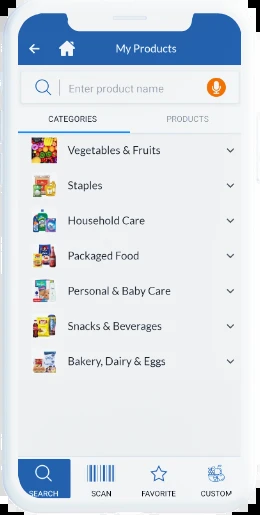 My Products
Enter product name
CATEGORIES PRODUCTS
Vegetables & Fruits
Staples
Household Care
Packaged Food
Personal & Baby Care
Snacks & Beverages
Bakery, Dairy & Eggs
SEARCH SCAN FAVORITE CUSTOM